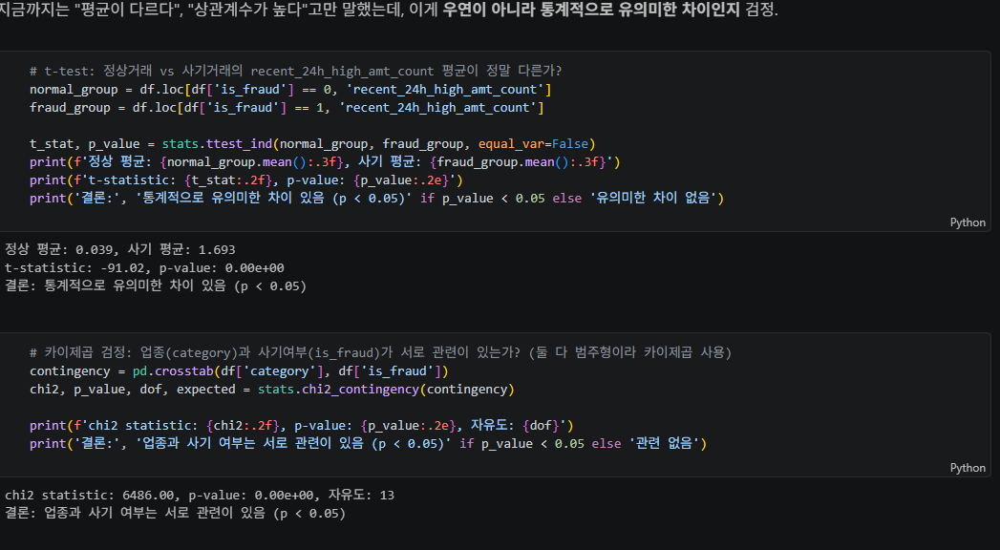 지금까지는 "평균이 다르다", "상관계수가 높다"고만 말했는데, 이게 우연이 아니라 통계적으로 유의미한 차이인지 검정.
# t-test: 정상거래 vs 사기거래의 recent_24h_high_amt_count 평균이 정말 다른가?
normal_group = df.loc[df['is_fraud'] == 0, 'recent_24h_high_amt_count']
fraud_group = df.loc[df['is_fraud'] == 1, 'recent_24h_high_amt_count']
t_stat, p_value = stats.ttest_ind(normal_group, fraud_group, equal_var=False)
print(f'정상 평균: {normal_group.mean():.3f}, 사기 평균: {fraud_group.mean():.3f}')
print(f't-statistic: {t_stat:.2f}, p-value: {p_value:.2e}')
print('결론:', '통계적으로 유의미한 차이 있음 (p < 0.05)' if p_value < 0.05 else '유의미한 차이 없음')
Python
정상 평균: 0.039, 사기 평균: 1.693
t-statistic: -91.02, p-value: 0.00e+00
결론: 통계적으로 유의미한 차이 있음 (p < 0.05)
# 카이제곱 검정: 업종(category)과 사기여부(is_fraud)가 서로 관련이 있는가? (둘 다 범주형이라 카이제곱 사용)
contingency = pd.crosstab(df['category'], df['is_fraud'])
chi2, p_value, dof, expected = stats.chi2_contingency(contingency)
print(f'chi2 statistic: {chi2:.2f}, p-value: {p_value:.2e}, 자유도: {dof}')
print('결론:', '업종과 사기 여부는 서로 관련이 있음 (p < 0.05)' if p_value < 0.05 else '관련 없음')
Python
chi2 statistic: 6486.00, p-value: 0.00e+00, 자유도: 13
결론: 업종과 사기 여부는 서로 관련이 있음 (p < 0.05)